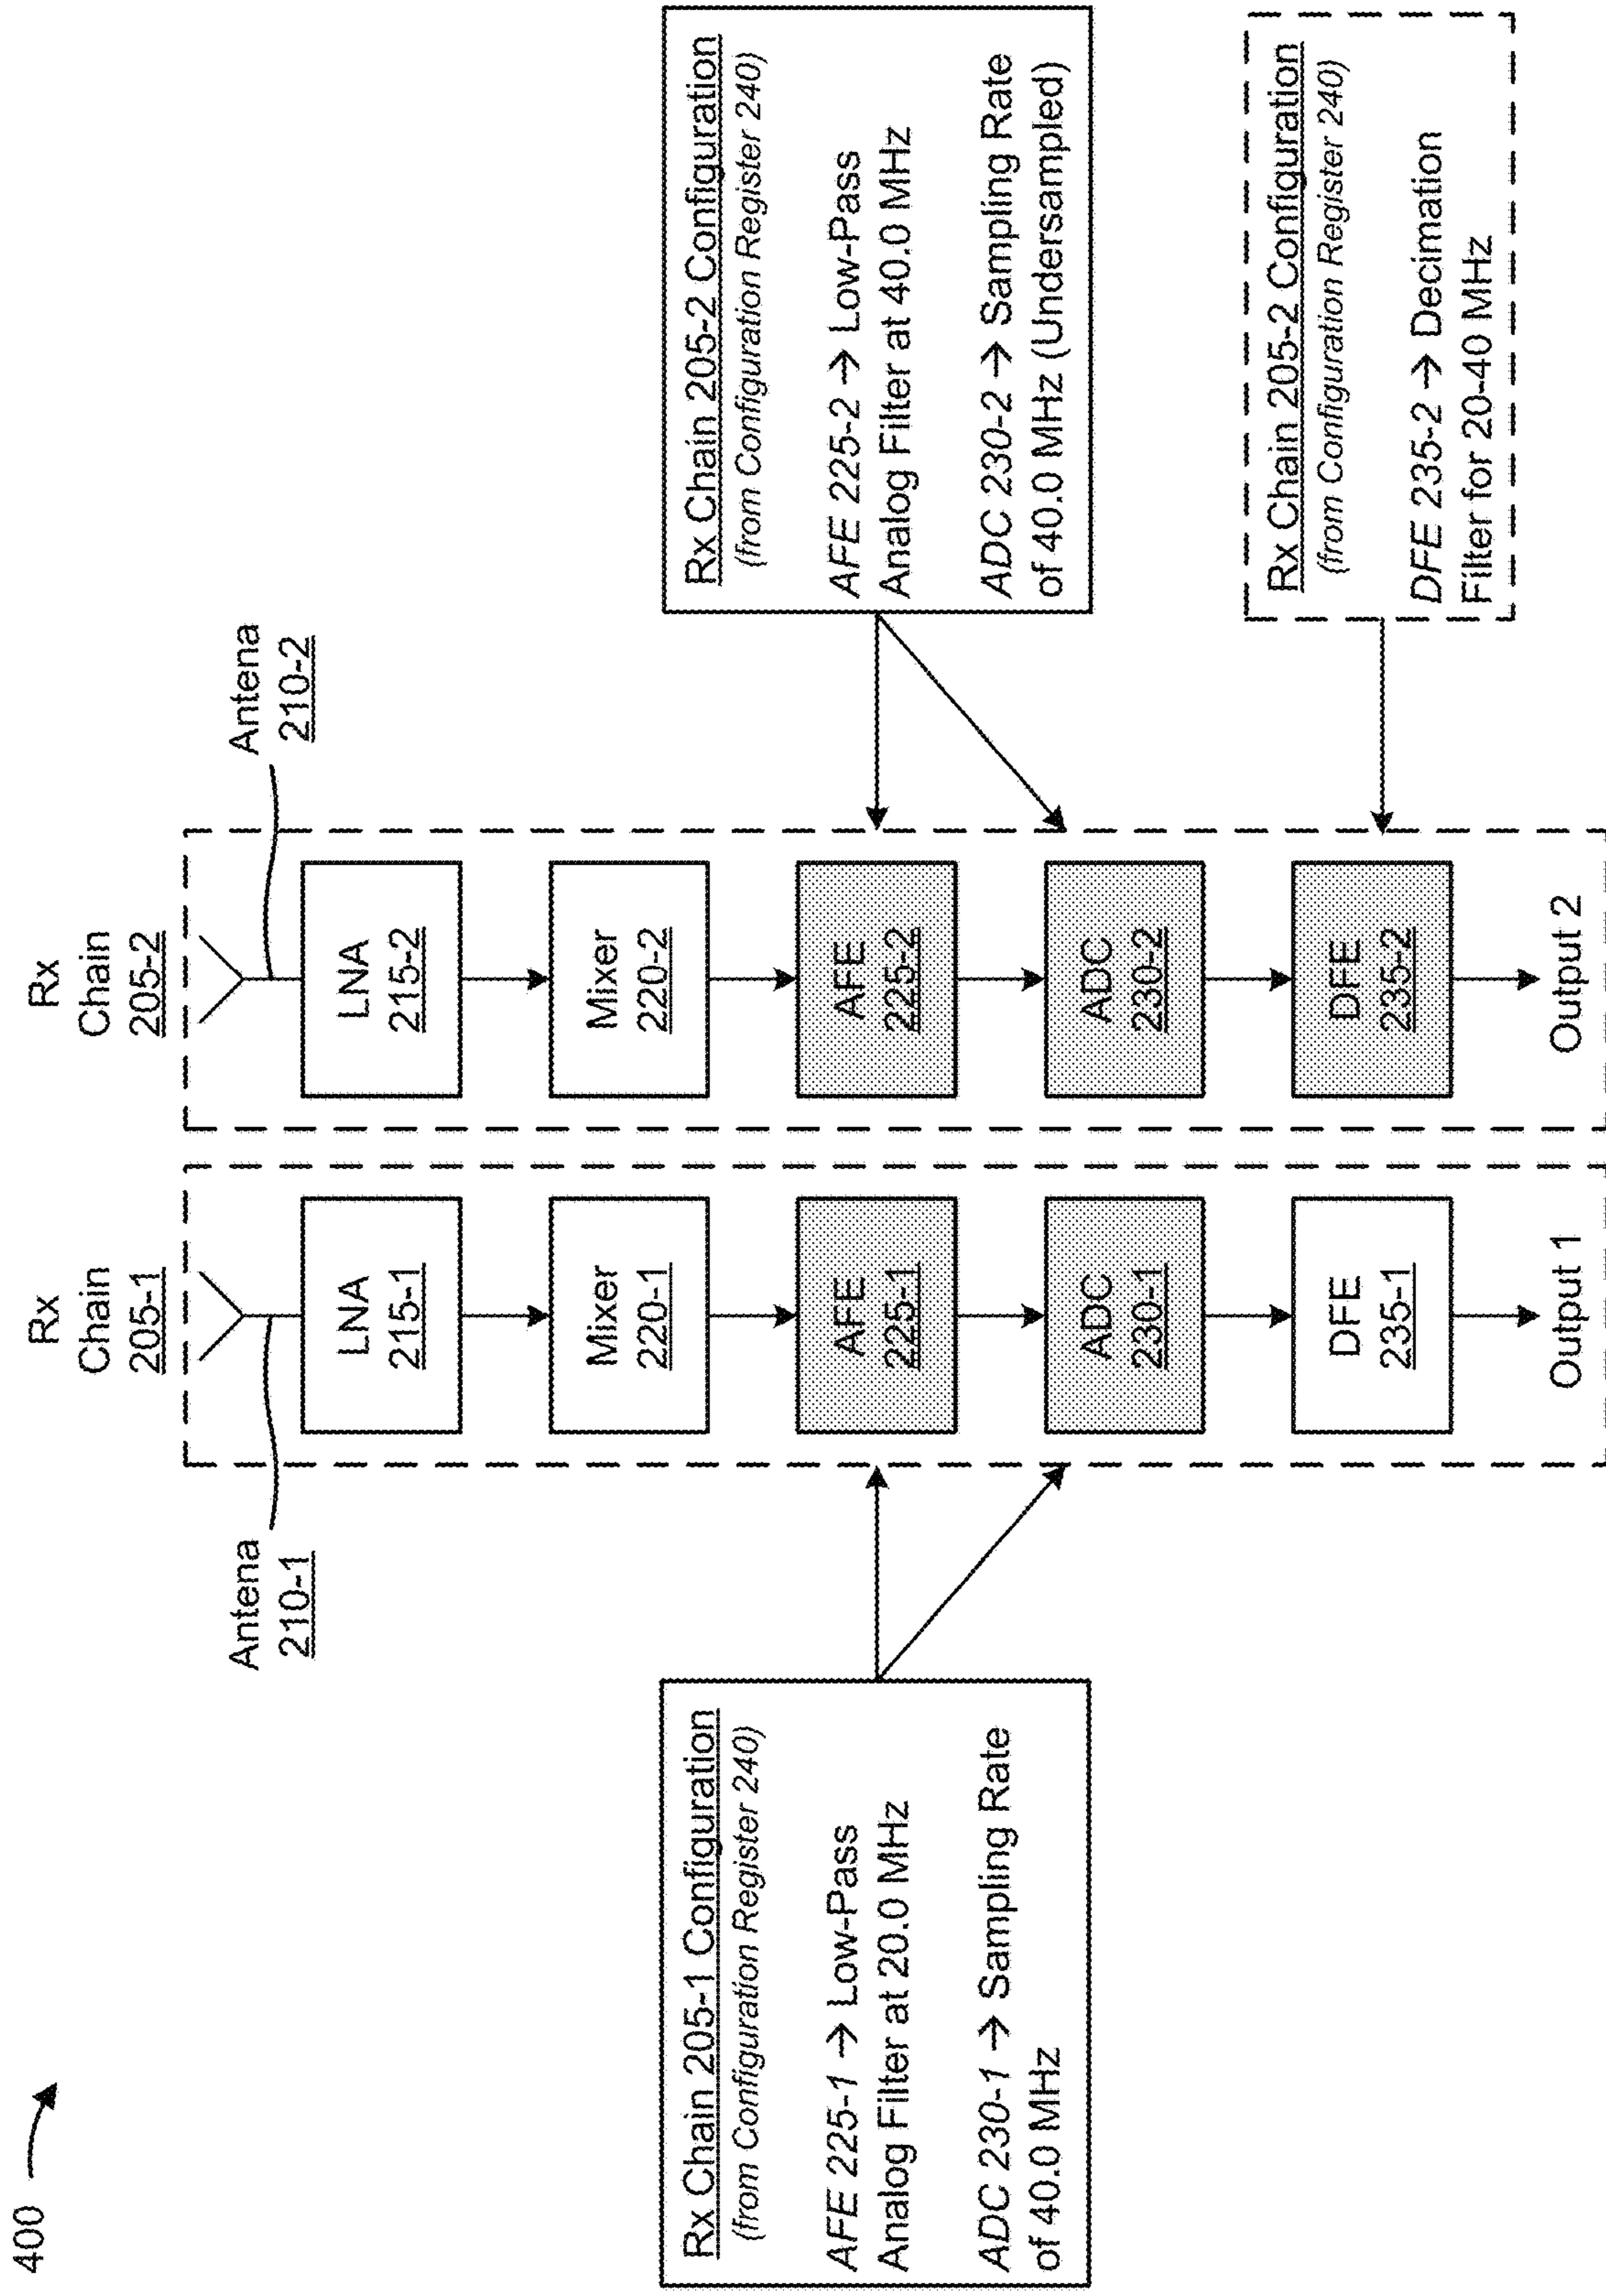 400
Rx
Chain
205-1
Rx
Chain
205-2
Antena
210-1
Antena
210-2
LNA
215-1
LNA
215-2
Mixer
220-1
Mixer
220-2
AFE
225-1
AFE
225-2
ADC
230-1
ADC
230-2
DFE
235-1
DFE
235-2
Output 1
Output 2
Rx Chain 205-1 Configuration
(from Configuration Register 240)
AFE 225-1 → Low-Pass
Analog Filter at 20.0 MHz
ADC 230-1 → Sampling Rate
of 40.0 MHz
Rx Chain 205-2 Configuration
(from Configuration Register 240)
AFE 225-2 → Low-Pass
Analog Filter at 40.0 MHz
ADC 230-2 → Sampling Rate
of 40.0 MHz (Undersampled)
Rx Chain 205-2 Configuration
(from Configuration Register 240)
DFE 235-2 → Decimation
Filter for 20-40 MHz